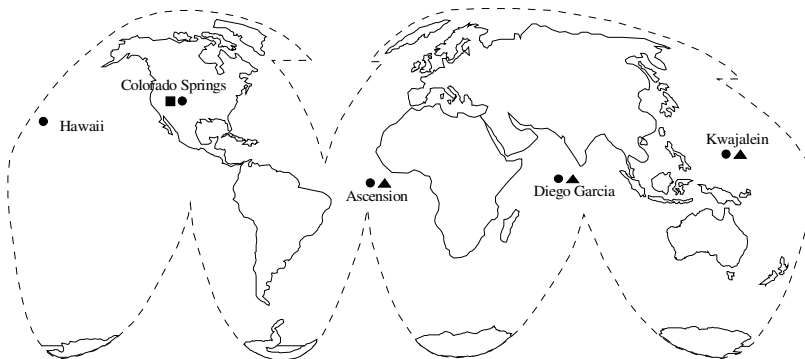 Colorado Springs
Hawaii
Kwajalein
Ascension
Diego Garcia